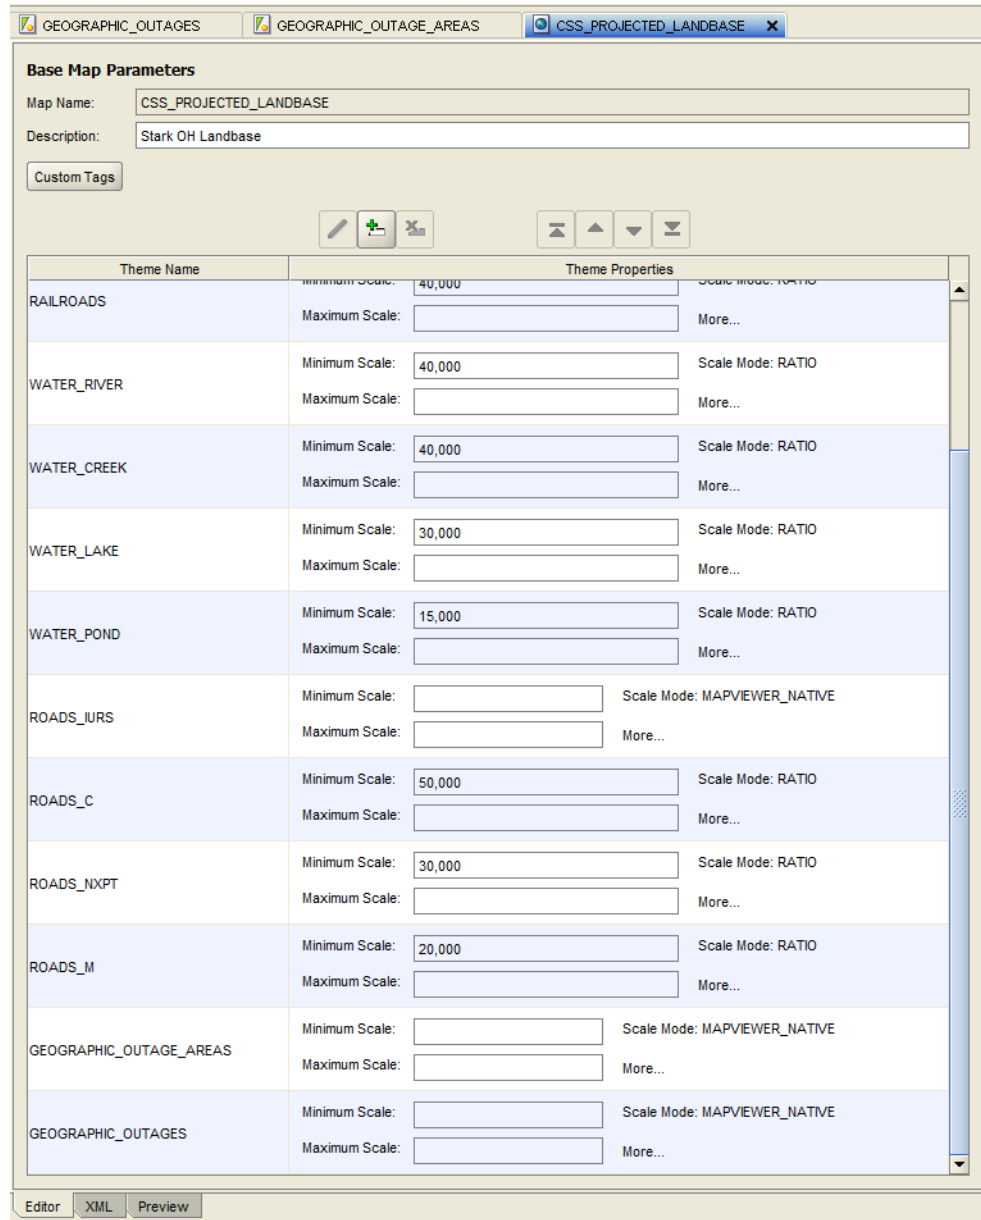 GEOGRAPHIC_OUTAGES GEOGRAPHIC_OUTAGE_AREAS CSS_PROJECTED_LANDBASE X
Base Map Parameters
Map Name: CSS_PROJECTED_LANDBASE
Description: Stark OH Landbase
Custom Tags
Theme Name Theme Properties
RAILROADS
Minimum Scale: 40,000 Scale Mode: RATIO
Maximum Scale: More...
WATER_RIVER
Minimum Scale: 40,000 Scale Mode: RATIO
Maximum Scale: More...
WATER_CREEK
Minimum Scale: 40,000 Scale Mode: RATIO
Maximum Scale: More...
WATER_LAKE
Minimum Scale: 30,000 Scale Mode: RATIO
Maximum Scale: More...
WATER_POND
Minimum Scale: 15,000 Scale Mode: RATIO
Maximum Scale: More...
ROADS_IURS
Minimum Scale: Scale Mode: MAPVIEWER_NATIVE
Maximum Scale: More...
ROADS_C
Minimum Scale: 50,000 Scale Mode: RATIO
Maximum Scale: More...
ROADS_NXPT
Minimum Scale: 30,000 Scale Mode: RATIO
Maximum Scale: More...
ROADS_M
Minimum Scale: 20,000 Scale Mode: RATIO
Maximum Scale: More...
GEOGRAPHIC_OUTAGE_AREAS
Minimum Scale: Scale Mode: MAPVIEWER_NATIVE
Maximum Scale: More...
GEOGRAPHIC_OUTAGES
Minimum Scale: Scale Mode: MAPVIEWER_NATIVE
Maximum Scale: More...
Editor XML Preview